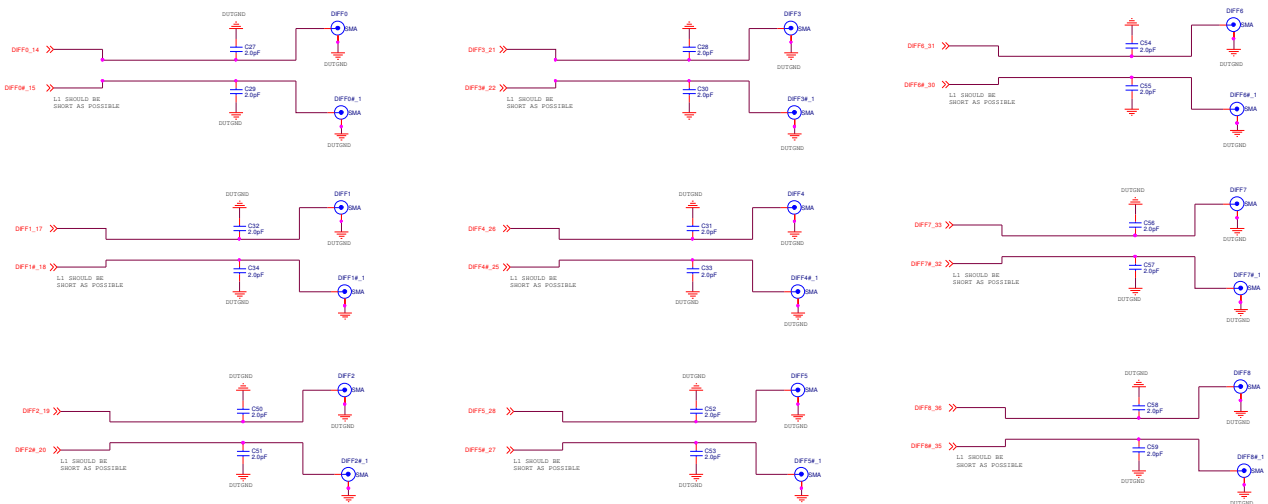 DUTGND
DIFF0
SMA
DIFF0_14
C27
2.0pF
DUTGND
DIFF0#_15
C29
2.0pF
L1 SHOULD BE
SHORT AS POSSIBLE
DIFF0#_1
SMA
DUTGND
DUTGND
DUTGND
DIFF3
SMA
DIFF3_21
C28
2.0pF
DUTGND
DIFF3#_22
C30
2.0pF
L1 SHOULD BE
SHORT AS POSSIBLE
DIFF3#_1
SMA
DUTGND
DUTGND
DIFF6
SMA
DIFF6_31
C54
2.0pF
DUTGND
DIFF6#_30
C55
2.0pF
L1 SHOULD BE
SHORT AS POSSIBLE
DIFF6#_1
SMA
DUTGND
DUTGND
DIFF1
SMA
DIFF1_17
C32
2.0pF
DUTGND
DIFF1#_18
C34
2.0pF
L1 SHOULD BE
SHORT AS POSSIBLE
DIFF1#_1
SMA
DUTGND
DUTGND
DIFF4
SMA
DIFF4_26
C31
2.0pF
DUTGND
DIFF4#_25
C33
2.0pF
L1 SHOULD BE
SHORT AS POSSIBLE
DIFF4#_1
SMA
DUTGND
DUTGND
DUTGND
DIFF7
SMA
DIFF7_33
C56
2.0pF
DUTGND
DIFF7#_32
C57
2.0pF
L1 SHOULD BE
SHORT AS POSSIBLE
DIFF7#_1
SMA
DUTGND
DUTGND
DUTGND
DIFF2
SMA
DIFF2_19
C50
2.0pF
DUTGND
DIFF2#_20
C51
2.0pF
L1 SHOULD BE
SHORT AS POSSIBLE
DIFF2#_1
SMA
DUTGND
DUTGND
DIFF5
SMA
DIFF5_28
C52
2.0pF
DUTGND
DIFF5#_27
C53
2.0pF
L1 SHOULD BE
SHORT AS POSSIBLE
DIFF5#_1
SMA
DUTGND
DUTGND
DIFF8
SMA
DIFF8_36
C58
2.0pF
DUTGND
DIFF8#_35
C59
2.0pF
L1 SHOULD BE
SHORT AS POSSIBLE
DIFF8#_1
SMA
DUTGND
DUTGND